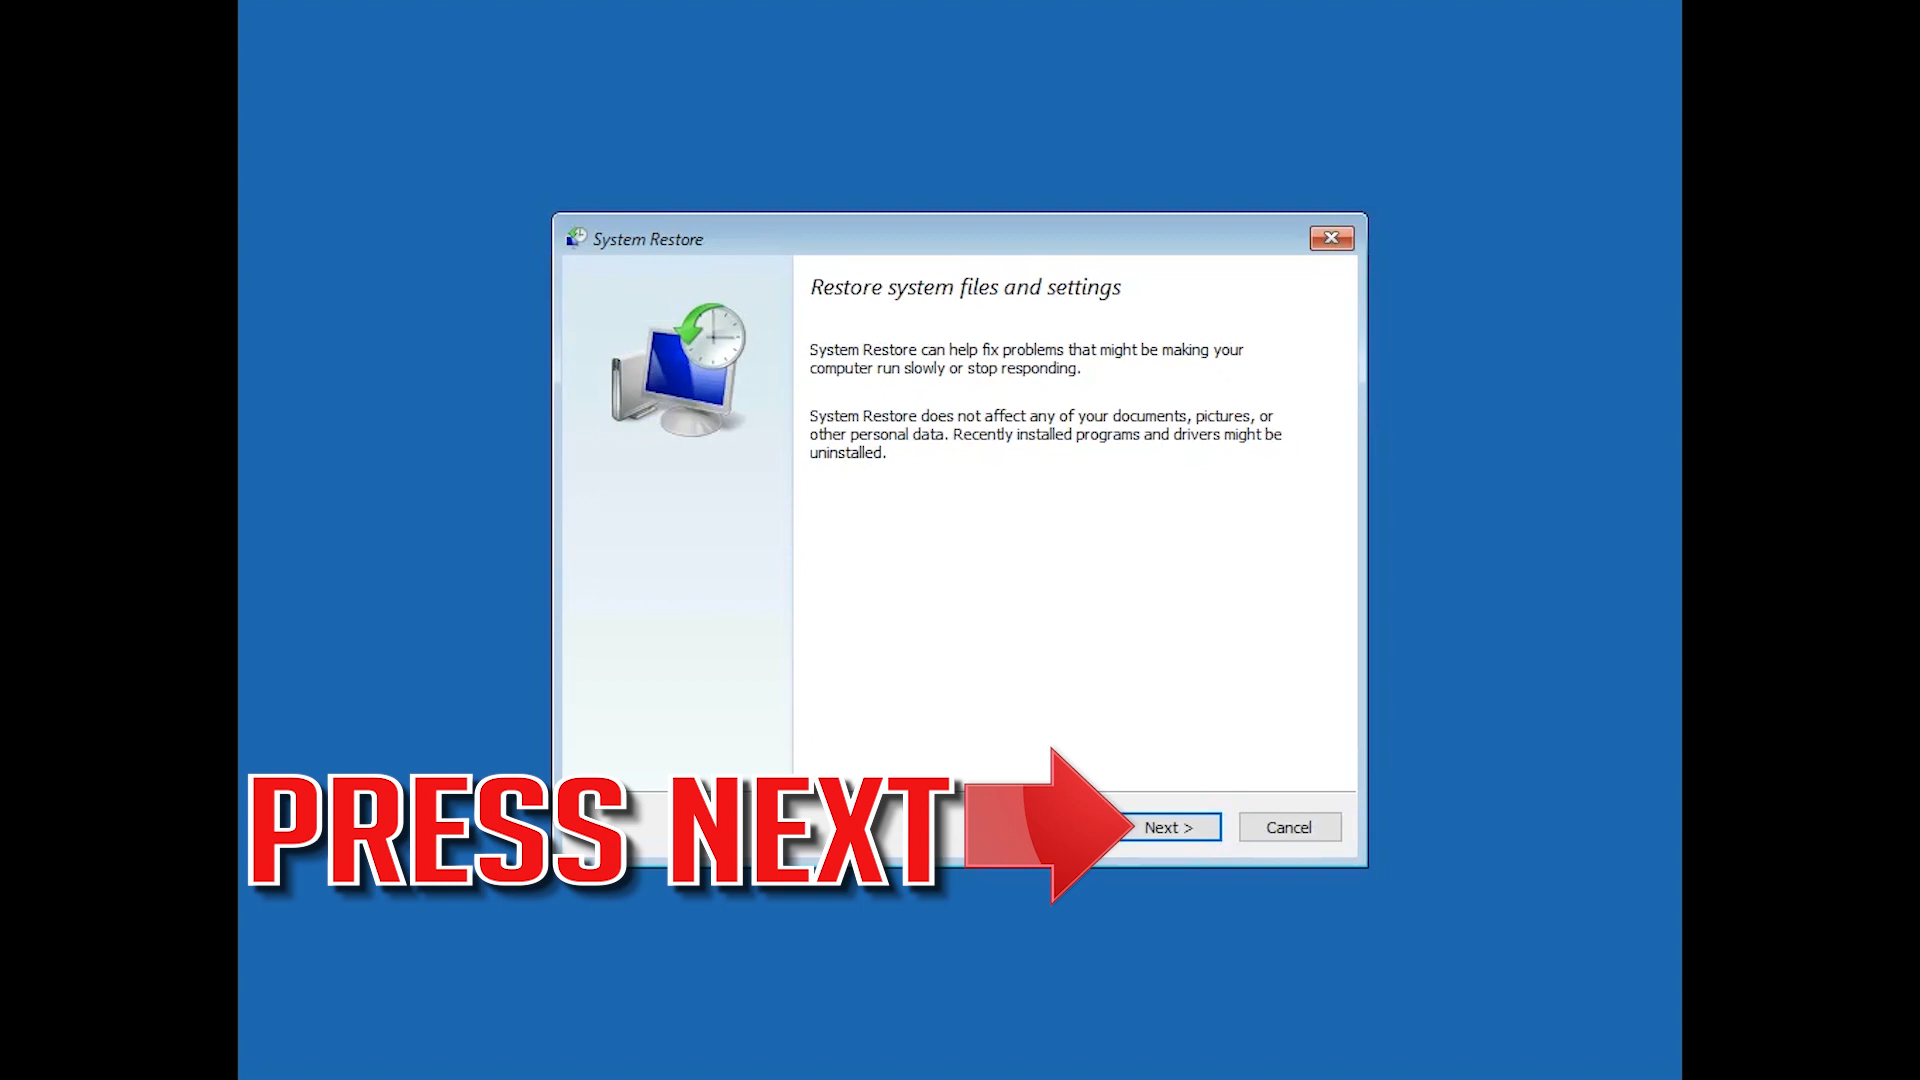 System Restore
Restore system files and settings
System Restore can help fix problems that might be making your
computer run slowly or stop responding.
System Restore does not affect any of your documents, pictures, or
other personal data. Recently installed programs and drivers might be
uninstalled.
PRESS NEXT
Next >
Cancel